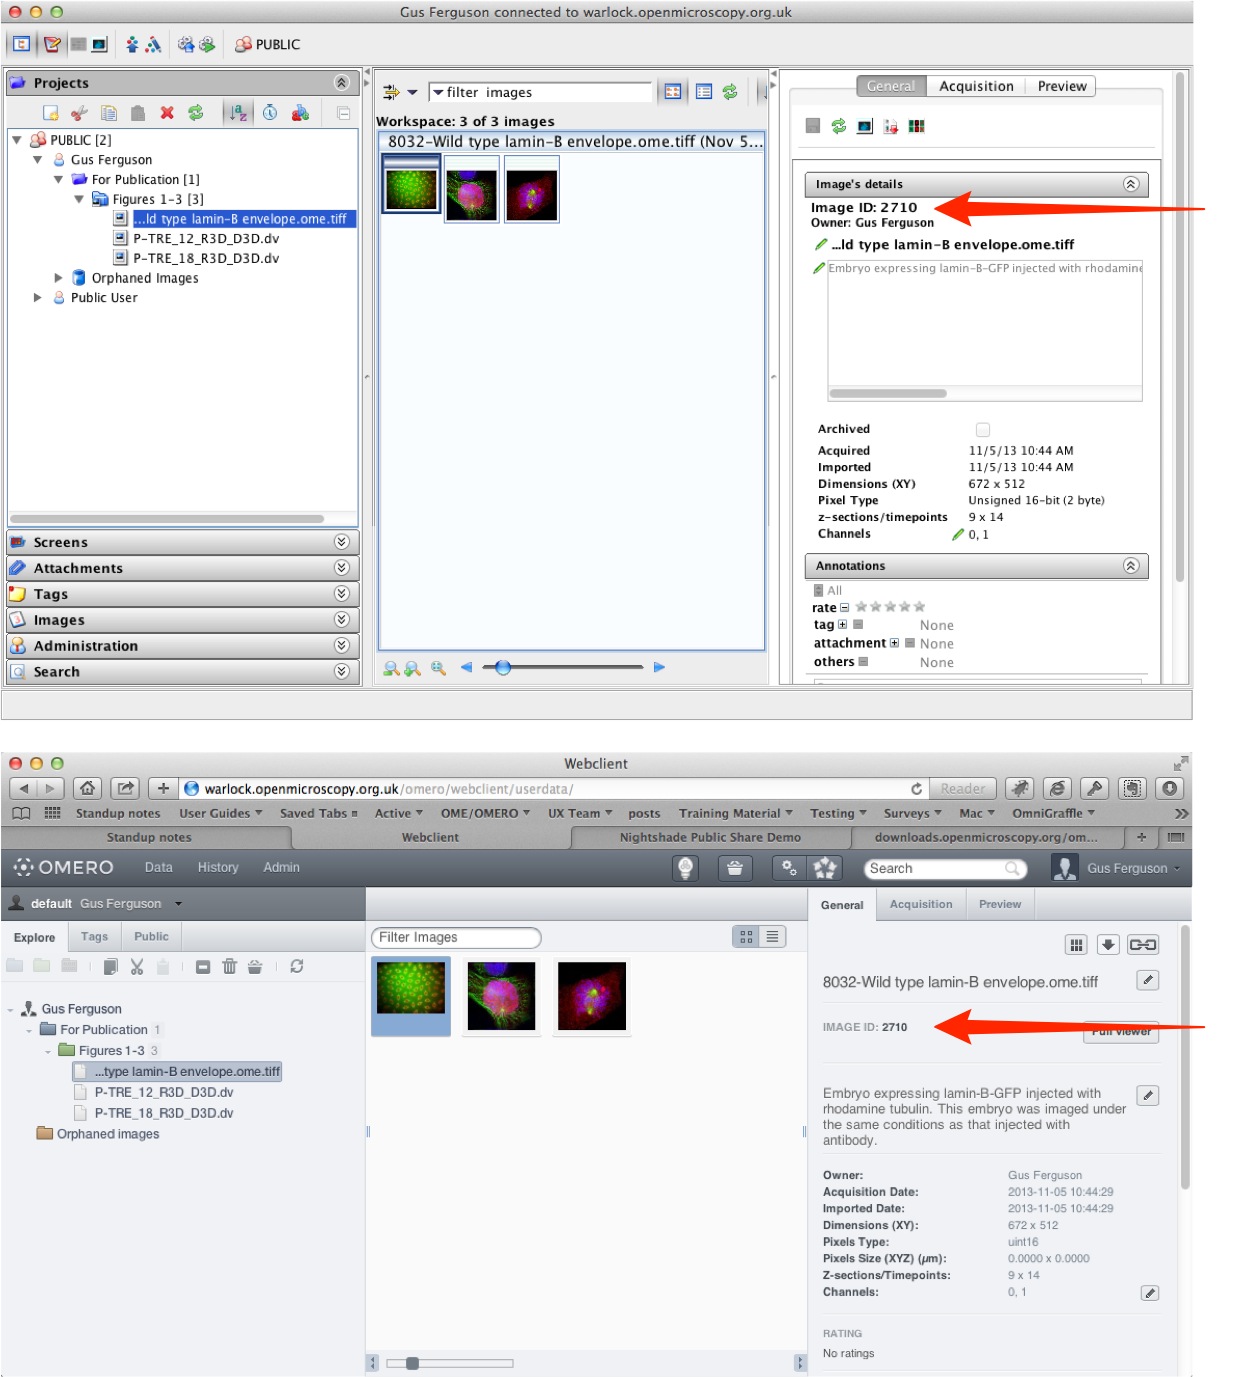 Gus Ferguson connected to warlock.openmicroscopy.org.uk
PUBLIC
Projects
PUBLIC [2]
Gus Ferguson
For Publication [1]
Figures 1-3 [3]
...ld type lamin-B envelope.ome.tiff
P-TRE_12_R3D_D3D.dv
P-TRE_18_R3D_D3D.dv
Orphaned Images
Public User
Screens
Attachments
Tags
Images
Administration
Search
filter images
Workspace: 3 of 3 images
8032-Wild type lamin-B envelope.ome.tiff (Nov 5...
General Acquisition Preview
Image's details
Image ID: 2710
Owner: Gus Ferguson
...ld type lamin-B envelope.ome.tiff
Embryo expressing lamin-B-GFP injected with rhodamine
Archived
Acquired 11/5/13 10:44 AM
Imported 11/5/13 10:44 AM
Dimensions (XY) 672 x 512
Pixel Type Unsigned 16-bit (2 byte)
z-sections/timepoints 9 x 14
Channels 0, 1
Annotations
All
rate
tag None
attachment None
others None
Webclient
warlock.openmicroscopy.org.uk/omero/webclient/userdata/
Reader
Standup notes User Guides Saved Tabs Active OME/OMERO UX Team posts Training Material Testing Surveys Mac OmniGraffle
Standup notes Webclient Nightshade Public Share Demo downloads.openmicroscopy.org/om...
OMERO Data History Admin Search Gus Ferguson
default Gus Ferguson
Explore Tags Public
Gus Ferguson
For Publication 1
Figures 1-3 3
...type lamin-B envelope.ome.tiff
P-TRE_12_R3D_D3D.dv
P-TRE_18_R3D_D3D.dv
Orphaned images
Filter Images
General Acquisition Preview
8032-Wild type lamin-B envelope.ome.tiff
IMAGE ID: 2710
Full viewer
Embryo expressing lamin-B-GFP injected with
rhodamine tubulin. This embryo was imaged under
the same conditions as that injected with
antibody.
Owner: Gus Ferguson
Acquisition Date: 2013-11-05 10:44:29
Imported Date: 2013-11-05 10:44:29
Dimensions (XY): 672 x 512
Pixels Type: uint16
Pixels Size (XYZ) (µm): 0.0000 x 0.0000
Z-sections/Timepoints: 9 x 14
Channels: 0, 1
RATING
No ratings